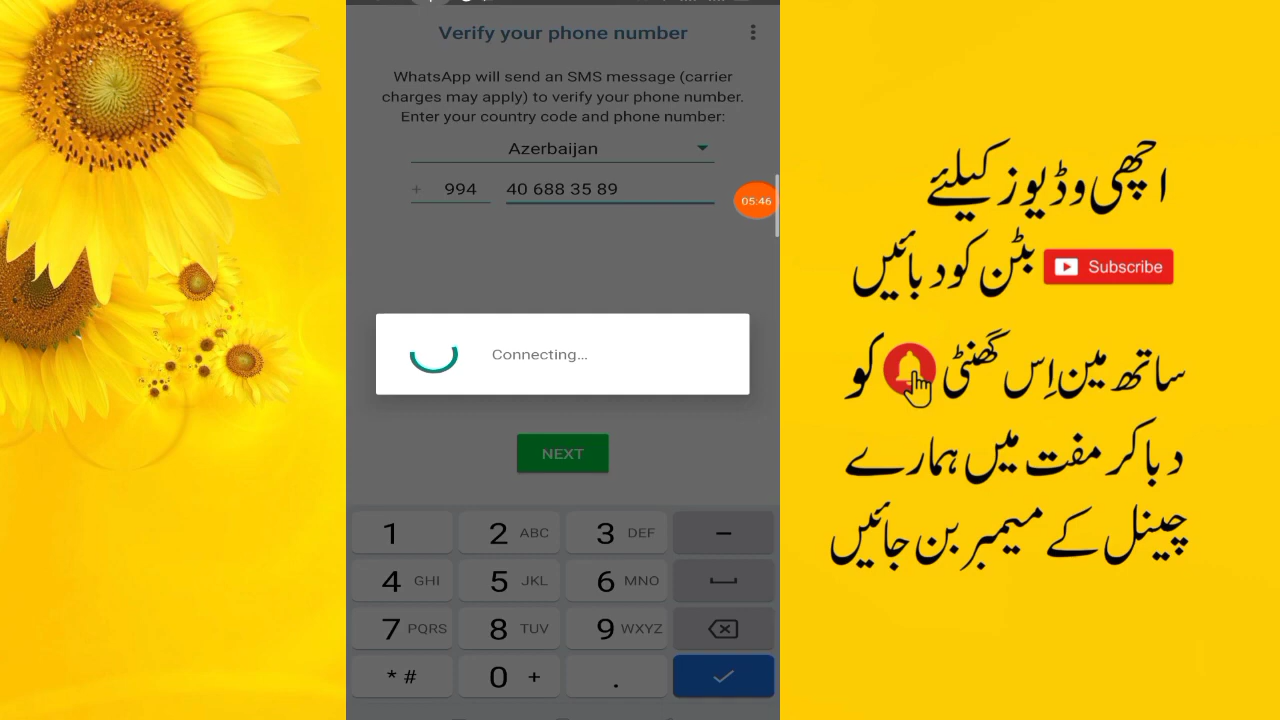 Verify your phone number
WhatsApp will send an SMS message (carrier
charges may apply) to verify your phone number.
Enter your country code and phone number:
Azerbaijan
+ 994 40 688 35 89
05:46
Connecting...
NEXT
1 2 ABC 3 DEF –
4 GHI 5 JKL 6 MNO
7 PQRS 8 TUV 9 WXYZ
* # 0 + .
اچھی وڈیوز کیلئے
Subscribe بٹن کو دبائیں
ساتھ مین اِس گھنٹی کو
دبا کر مفت میں ہمارے
چینل کے میمبر بن جائیں